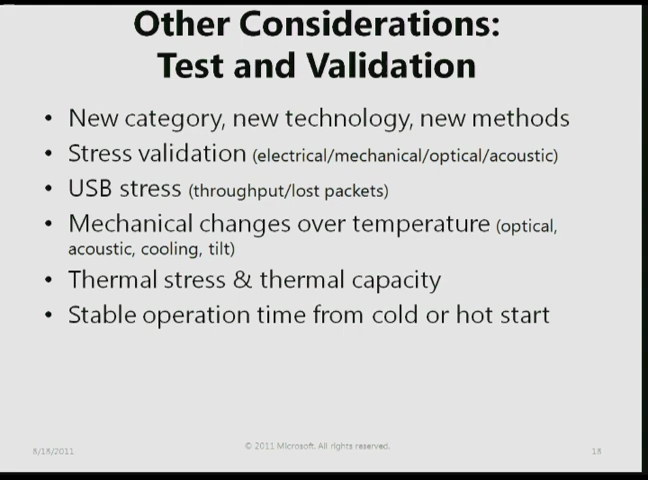 Other Considerations:
Test and Validation
• New category, new technology, new methods
• Stress validation (electrical/mechanical/optical/acoustic)
• USB stress (throughput/lost packets)
• Mechanical changes over temperature (optical,
acoustic, cooling, tilt)
• Thermal stress & thermal capacity
• Stable operation time from cold or hot start
8/18/2011
© 2011 Microsoft. All rights reserved.
18